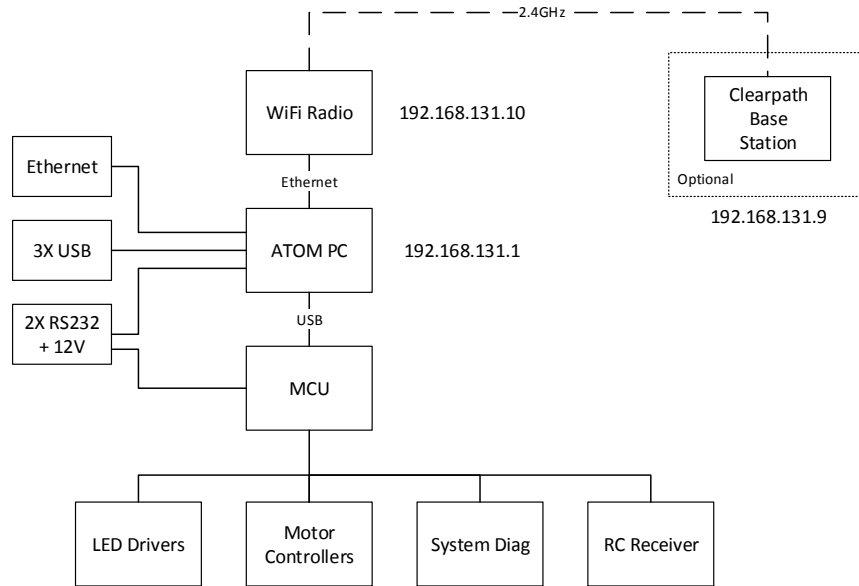 2.4GHz
WiFi Radio
192.168.131.10
Clearpath
Base
Station
Optional
192.168.131.9
Ethernet
Ethernet
3X USB
ATOM PC
192.168.131.1
2X RS232
+ 12V
USB
MCU
LED Drivers
Motor
Controllers
System Diag
RC Receiver